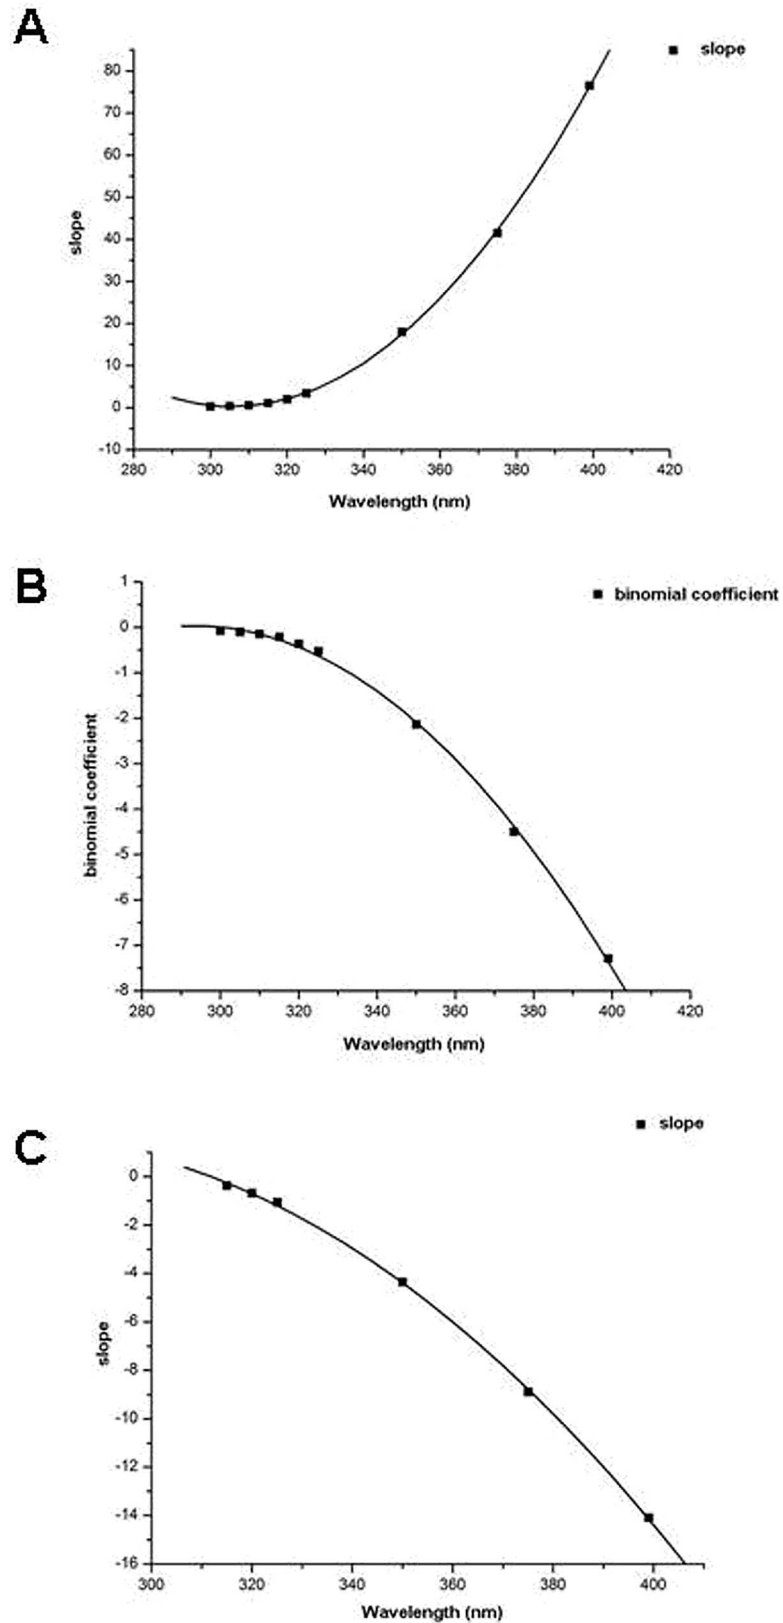 A
slope
80
70
60
50
40
30
20
10
0
-10
slope
280 300 320 340 360 380 400 420
Wavelength (nm)
B
binomial coefficient
1
0
-1
-2
-3
-4
-5
-6
-7
-8
binomial coefficient
280 300 320 340 360 380 400 420
Wavelength (nm)
C
slope
0
-2
-4
-6
-8
-10
-12
-14
-16
slope
300 320 340 360 380 400
Wavelength (nm)